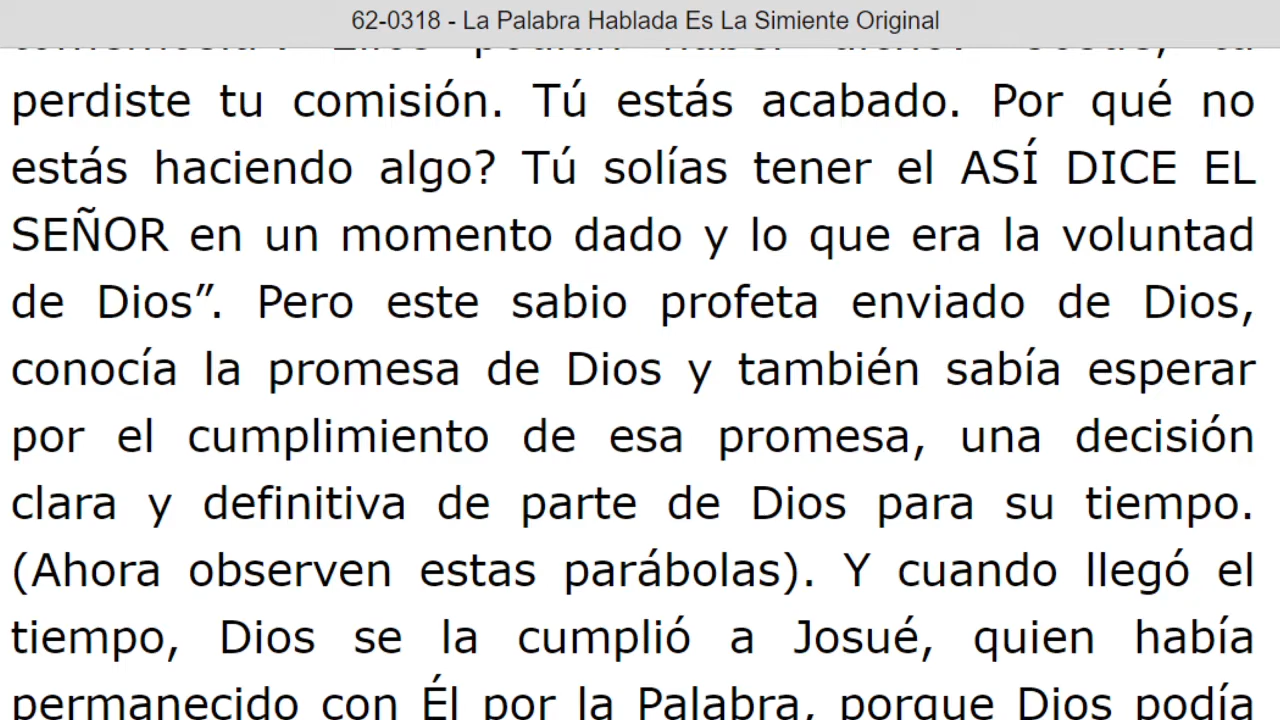 62-0318 - La Palabra Hablada Es La Simiente Original
perdiste tu comisión. Tú estás acabado. Por qué no
estás haciendo algo? Tú solías tener el ASÍ DICE EL
SEÑOR en un momento dado y lo que era la voluntad
de Dios”. Pero este sabio profeta enviado de Dios,
conocía la promesa de Dios y también sabía esperar
por el cumplimiento de esa promesa, una decisión
clara y definitiva de parte de Dios para su tiempo.
(Ahora observen estas parábolas). Y cuando llegó el
tiempo, Dios se la cumplió a Josué, quien había
permanecido con Él por la Palabra, porque Dios podía